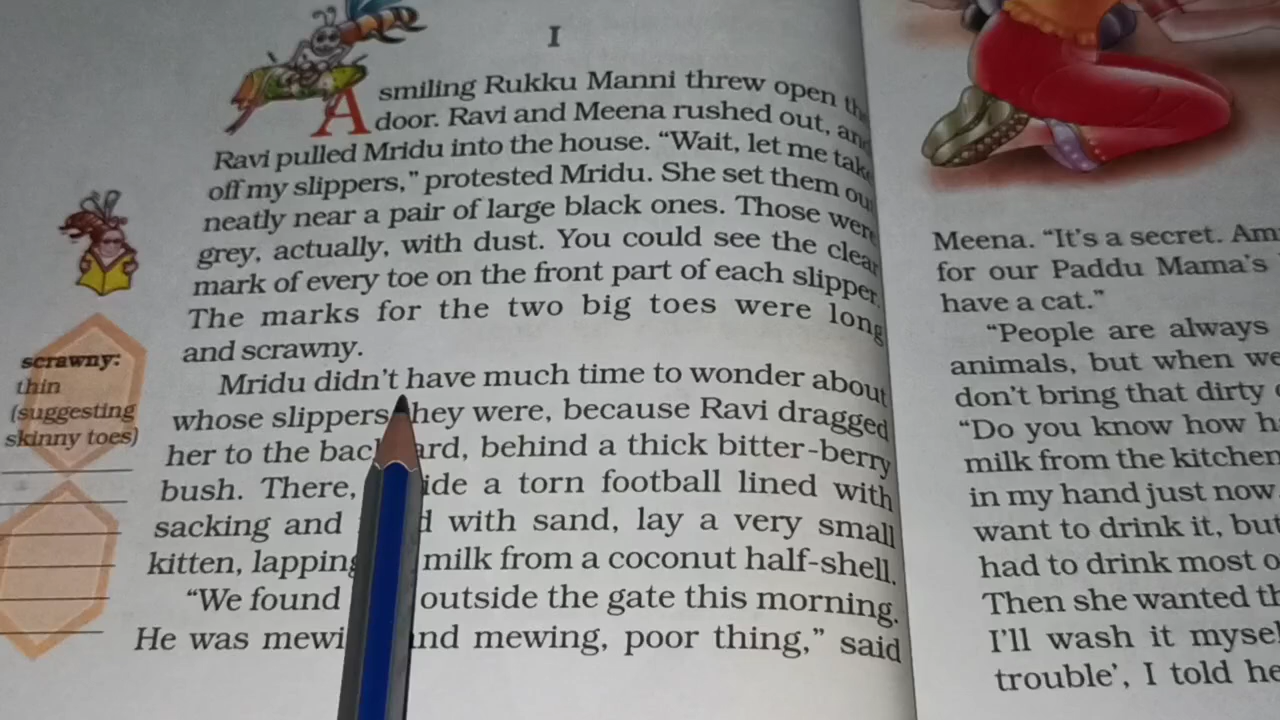 I
A smiling Rukku Manni threw open th
door. Ravi and Meena rushed out, and
Ravi pulled Mridu into the house. “Wait, let me take
off my slippers,” protested Mridu. She set them ou
neatly near a pair of large black ones. Those were
grey, actually, with dust. You could see the clear
mark of every toe on the front part of each slipper.
The marks for the two big toes were long
and scrawny.
Mridu didn’t have much time to wonder about
whose slippers they were, because Ravi dragged
her to the bac ard, behind a thick bitter-berry
bush. There, ide a torn football lined with
sacking and d with sand, lay a very small
kitten, lapping milk from a coconut half-shell.
“We found outside the gate this morning.
He was mewi nd mewing, poor thing,” said
scrawny:
thin
(suggesting
skinny toes)
Meena. “It’s a secret. Am
for our Paddu Mama’s
have a cat.”
“People are always
animals, but when we
don’t bring that dirty
“Do you know how h
milk from the kitchen
in my hand just now
want to drink it, but
had to drink most o
Then she wanted th
I’ll wash it mysel
trouble’, I told he